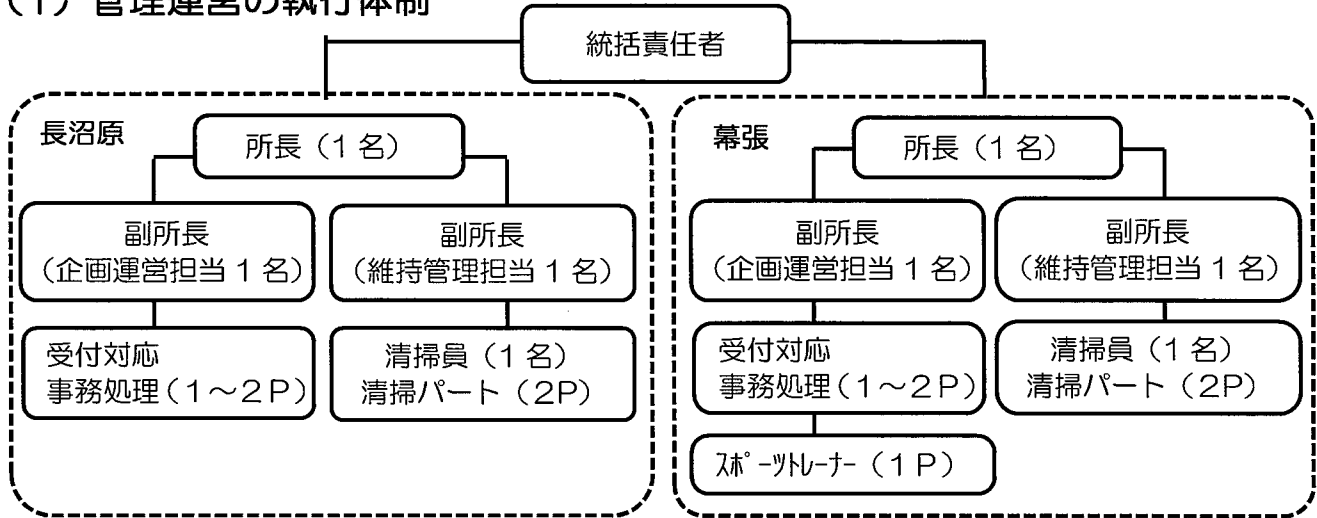 （1）管理運営の執行体制
統括責任者
長沼原
所長（1名）
副所長
（企画運営担当1名）
副所長
（維持管理担当1名）
受付対応
事務処理（1～2P）
清掃員（1名）
清掃パート（2P）
幕張
所長（1名）
副所長
（企画運営担当1名）
副所長
（維持管理担当1名）
受付対応
事務処理（1～2P）
清掃員（1名）
清掃パート（2P）
ｽﾎﾟｰﾂﾄﾚｰﾅｰ（1P）